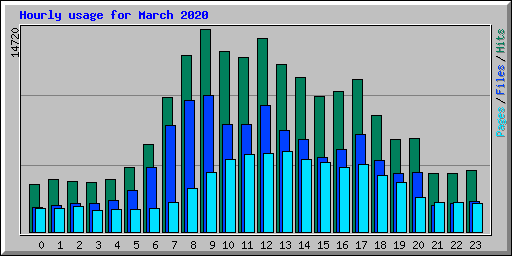 Hourly usage for March 2020
14720
Pages / Files / Hits
0 1 2 3 4 5 6 7 8 9 10 11 12 13 14 15 16 17 18 19 20 21 22 23